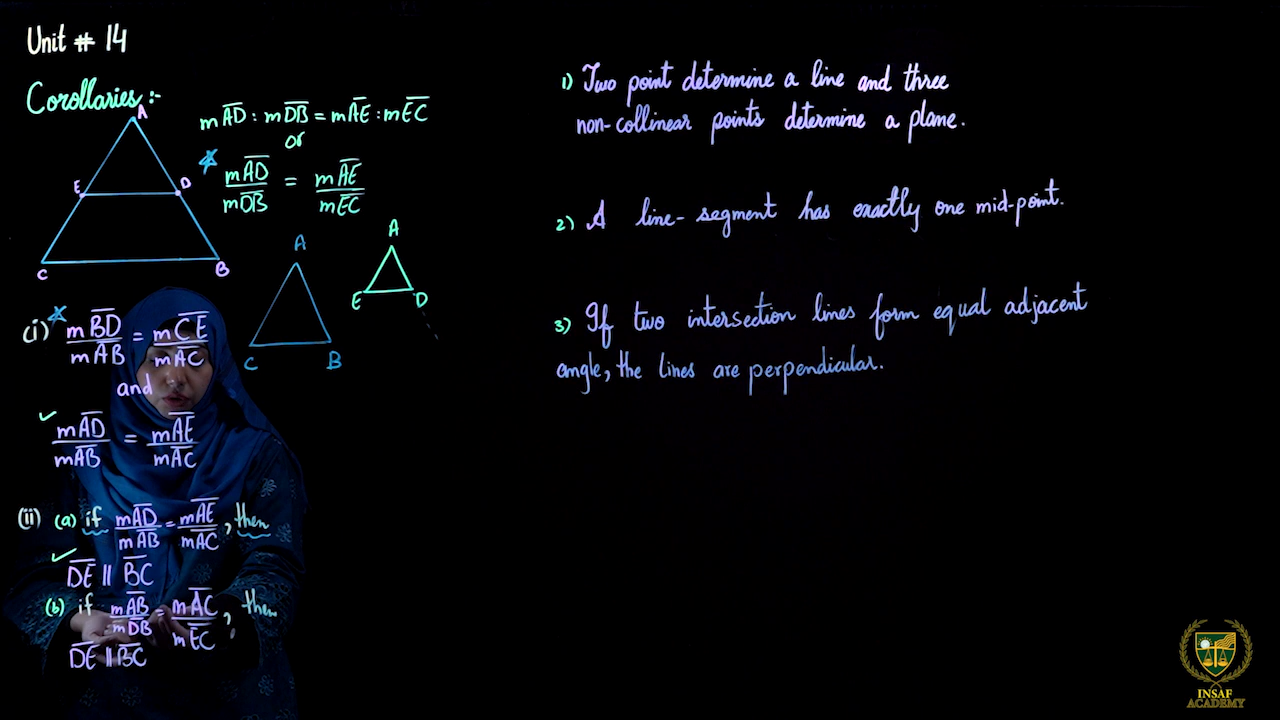 Unit # 14
Corollaries :-
A
E
D
C
B
mAD : mDB = mAE : mEC
or
mAD/mDB = mAE/mEC
A
C
B
A
E
D
(i) mBD/mAB = mCE/mAC
and
mAD/mAB = mAE/mAC
(ii) (a) if mAD/mAB = mAE/mAC, then
DE ∥ BC
(b) if mAB/mDB = mAC/mEC, then
DE ∥ BC
1) Two point determine a line and three
non-collinear points determine a plane.
2) A line-segment has exactly one mid-point.
3) If two intersection lines form equal adjacent
angle, the lines are perpendicular.
INSAF
ACADEMY